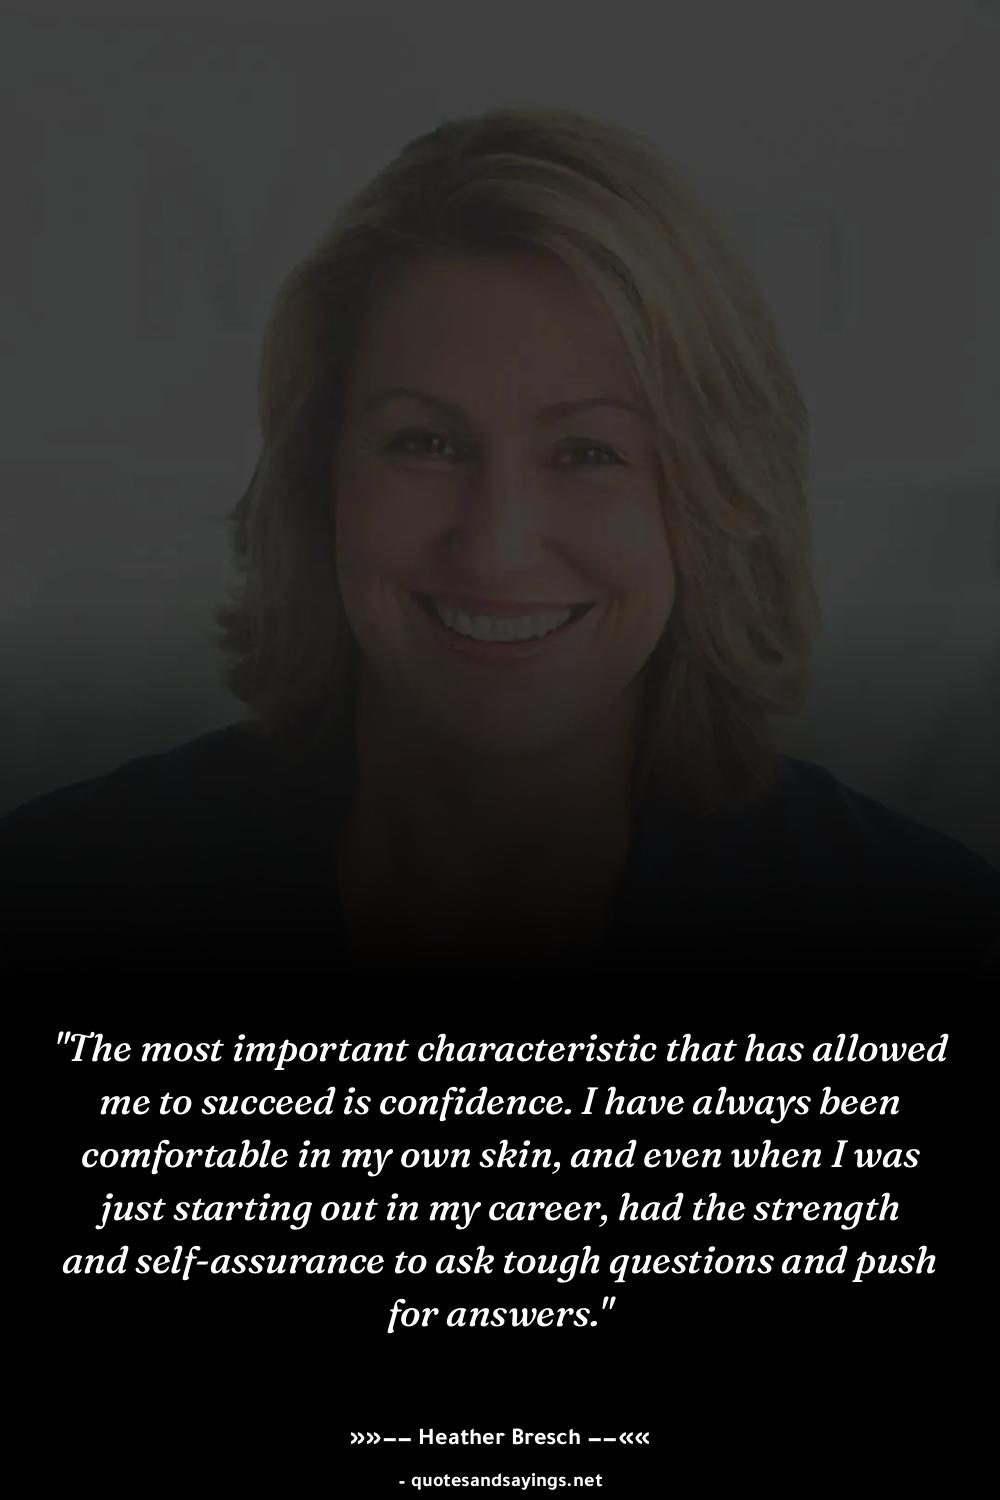 "The most important characteristic that has allowed
me to succeed is confidence. I have always been
comfortable in my own skin, and even when I was
just starting out in my career, had the strength
and self-assurance to ask tough questions and push
for answers."
»»–– Heather Bresch ––««
- quotesandsayings.net